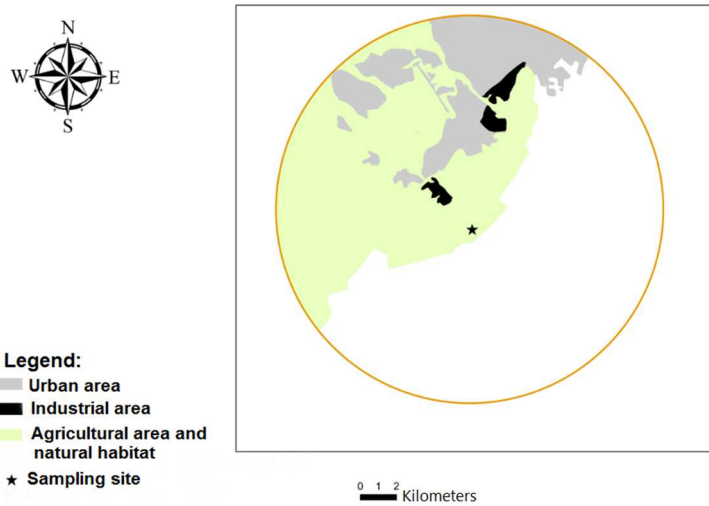 N
W E
S
Legend:
Urban area
Industrial area
Agricultural area and
natural habitat
Sampling site
0 1 2
Kilometers